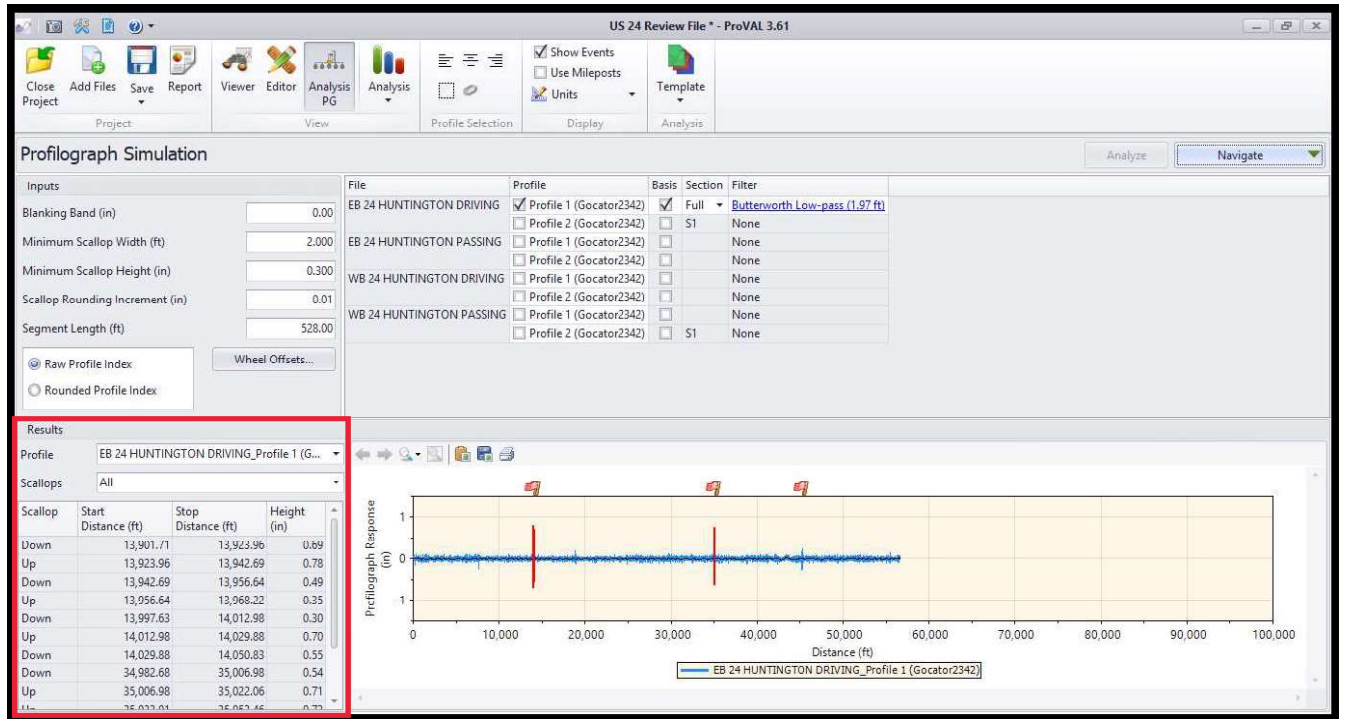 US 24 Review File * - ProVAL 3.61
Close Project
Add Files
Save
Report
Viewer
Editor
Analysis PG
Analysis
Show Events
Use Mileposts
Units
Template
Project
View
Profile Selection
Display
Analysis
Profilograph Simulation
Analyze
Navigate
Inputs
Blanking Band (in) 0.00
Minimum Scallop Width (ft) 2.000
Minimum Scallop Height (in) 0.300
Scallop Rounding Increment (in) 0.01
Segment Length (ft) 528.00
Raw Profile Index
Wheel Offsets...
Rounded Profile Index
File Profile Basis Section Filter
EB 24 HUNTINGTON DRIVING Profile 1 (Gocator2342) Full Butterworth Low-pass (1.97 ft)
Profile 2 (Gocator2342) S1 None
EB 24 HUNTINGTON PASSING Profile 1 (Gocator2342) None
Profile 2 (Gocator2342) None
WB 24 HUNTINGTON DRIVING Profile 1 (Gocator2342) None
Profile 2 (Gocator2342) None
WB 24 HUNTINGTON PASSING Profile 1 (Gocator2342) None
Profile 2 (Gocator2342) S1 None
Results
Profile EB 24 HUNTINGTON DRIVING_Profile 1 (G...
Scallops All
Scallop Start Distance (ft) Stop Distance (ft) Height (in)
Down 13,901.71 13,923.96 0.69
Up 13,923.96 13,942.69 0.78
Down 13,942.69 13,956.64 0.49
Up 13,956.64 13,968.22 0.35
Down 13,997.63 14,012.98 0.30
Up 14,012.98 14,029.88 0.70
Down 14,029.88 14,050.83 0.55
Down 34,982.68 35,006.98 0.54
Up 35,006.98 35,022.06 0.71
Profilograph Response (in)
1
0
1
0 10,000 20,000 30,000 40,000 50,000 60,000 70,000 80,000 90,000 100,000
Distance (ft)
EB 24 HUNTINGTON DRIVING_Profile 1 (Gocator2342)